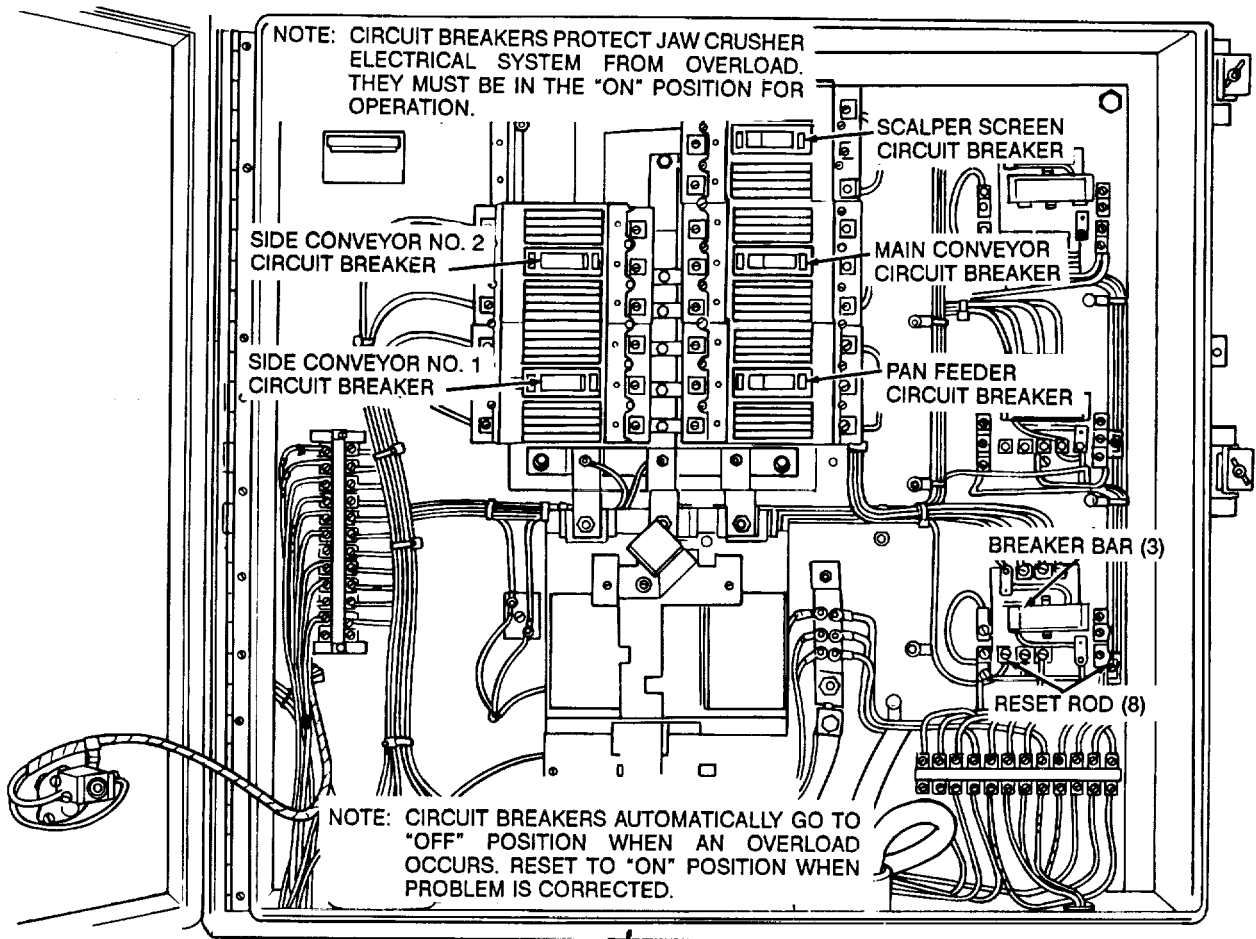 NOTE: CIRCUIT BREAKERS PROTECT JAW CRUSHER
ELECTRICAL SYSTEM FROM OVERLOAD.
THEY MUST BE IN THE "ON" POSITION FOR
OPERATION.
SCALPER SCREEN
CIRCUIT BREAKER
SIDE CONVEYOR NO. 2
CIRCUIT BREAKER
MAIN CONVEYOR
CIRCUIT BREAKER
SIDE CONVEYOR NO. 1
CIRCUIT BREAKER
PAN FEEDER
CIRCUIT BREAKER
BREAKER BAR (3)
RESET ROD (8)
NOTE: CIRCUIT BREAKERS AUTOMATICALLY GO TO
"OFF" POSITION WHEN AN OVERLOAD
OCCURS. RESET TO "ON" POSITION WHEN
PROBLEM IS CORRECTED.